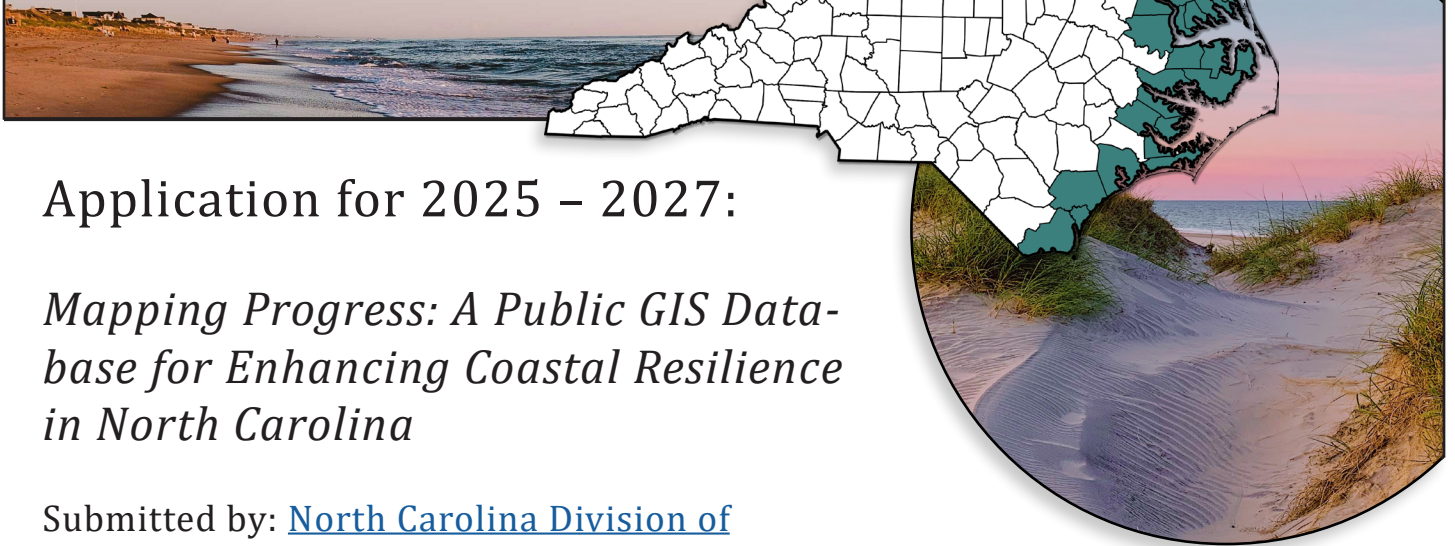 Application for 2025 – 2027:
Mapping Progress: A Public GIS Data-
base for Enhancing Coastal Resilience
in North Carolina
Submitted by: North Carolina Division of